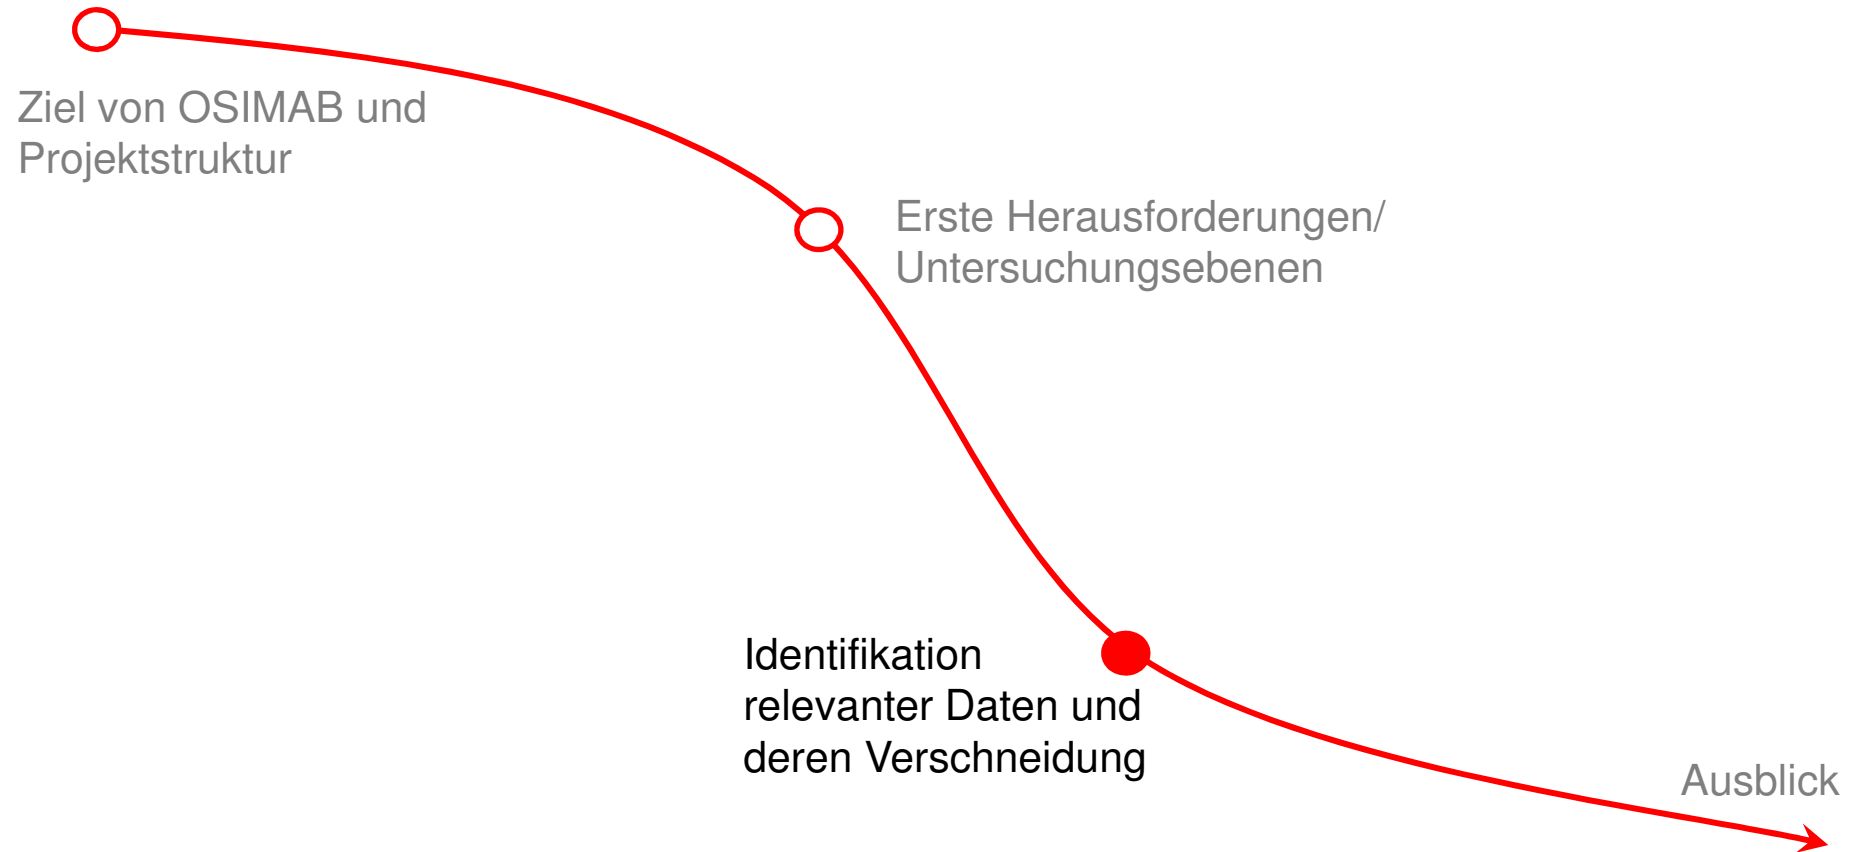 Ziel von OSIMAB und
Projektstruktur
Erste Herausforderungen/
Untersuchungsebenen
Identifikation
relevanter Daten und
deren Verschneidung
Ausblick